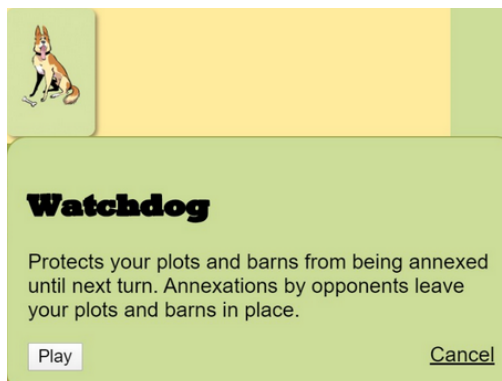 Watchdog
Protects your plots and barns from being annexed
until next turn. Annexations by opponents leave
your plots and barns in place.
Play
Cancel